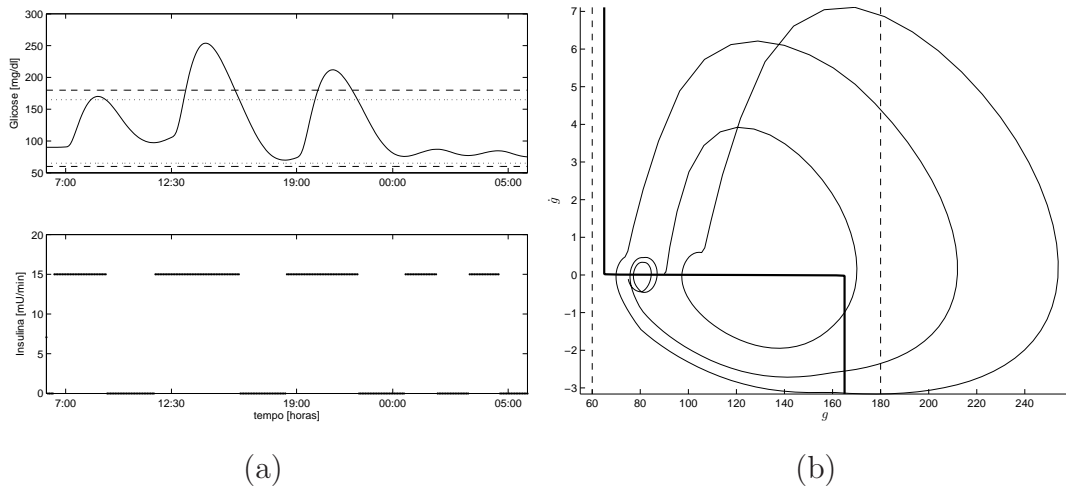 300
250
200
150
100
50
Glicose [mg/dl]
7:00 12:30 19:00 00:00 05:00
20
15
10
5
0
Insulina [mU/min]
7:00 12:30 19:00 00:00 05:00
tempo [horas]
(a)
7
6
5
4
3
2
1
0
−1
−2
−3
ġ
60 80 100 120 140 160 180 200 220 240
g
(b)